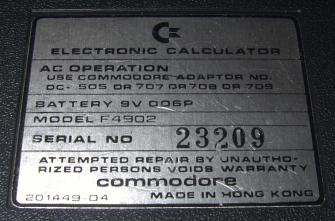 ELECTRONIC CALCULATOR
AC OPERATION
USE COMMODORE ADAPTOR NO.
DC- 505 OR 707 OR 708 OR 709
BATTERY 9V 006P
MODEL F4902
SERIAL NO 23209
ATTEMPTED REPAIR BY UNAUTHO-
RIZED PERSONS VOIDS WARRANTY
commodore
201449-04 MADE IN HONG KONG